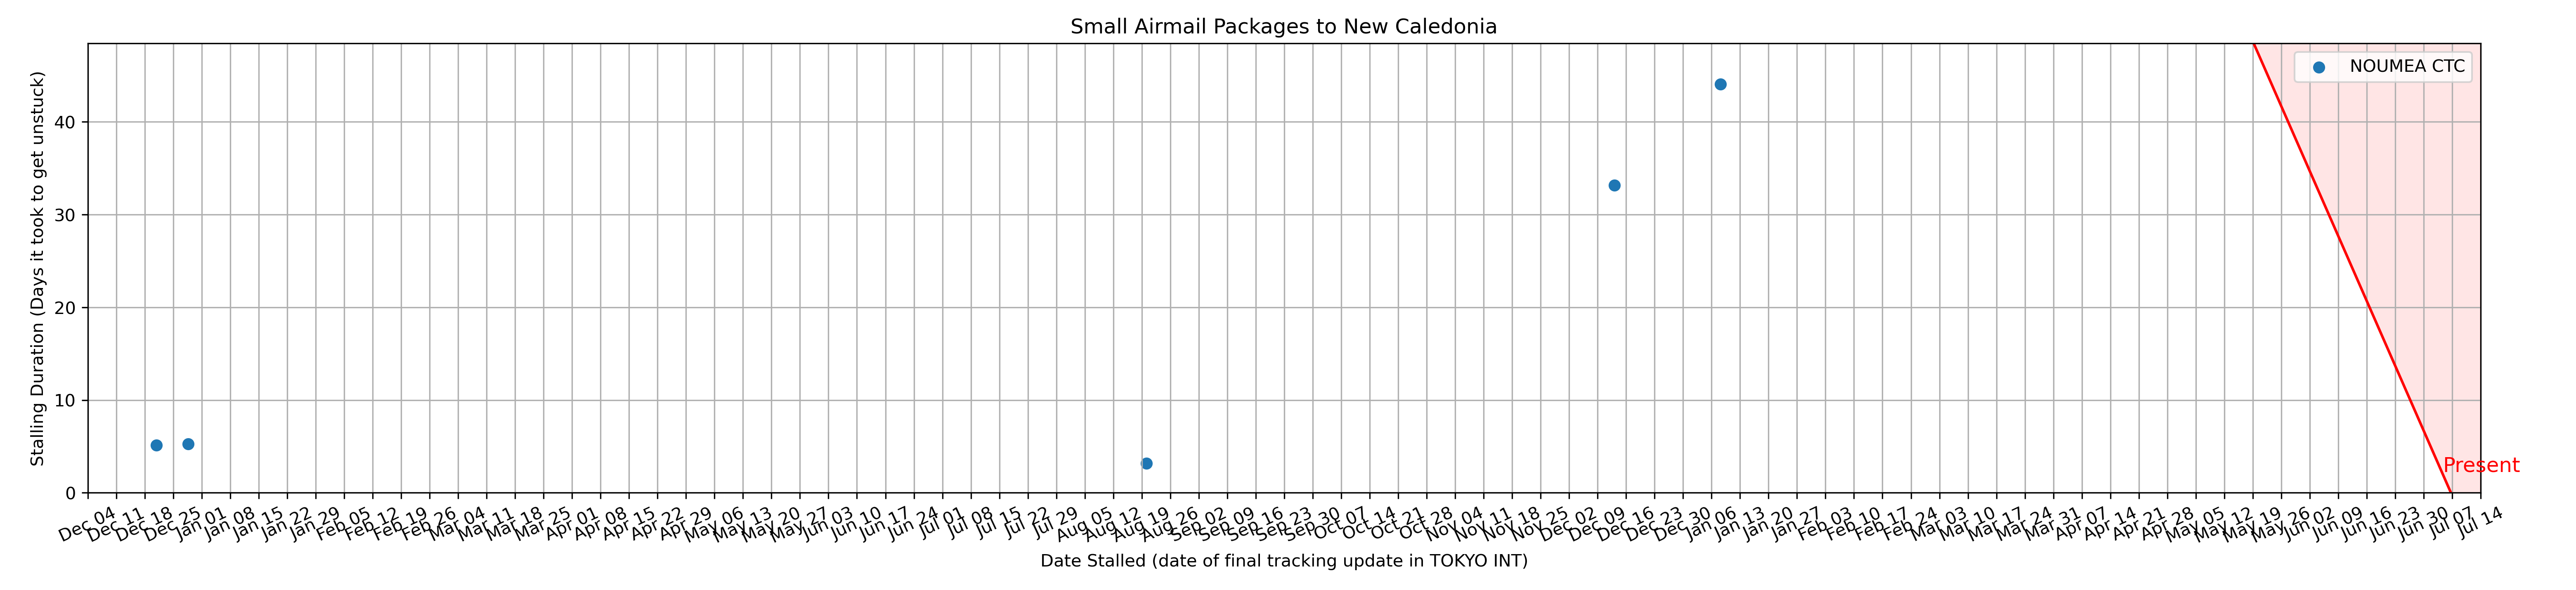 Small Airmail Packages to New Caledonia
NOUMEA CTC
Stalling Duration (Days it took to get unstuck)
40
30
20
10
0
Present
Dec 04 Dec 11 Dec 18 Dec 25 Jan 01 Jan 08 Jan 15 Jan 22 Jan 29 Feb 05 Feb 12 Feb 19 Feb 26 Mar 04 Mar 11 Mar 18 Mar 25 Apr 01 Apr 08 Apr 15 Apr 22 Apr 29 May 06 May 13 May 20 May 27 Jun 03 Jun 10 Jun 17 Jun 24 Jul 01 Jul 08 Jul 15 Jul 22 Jul 29 Aug 05 Aug 12 Aug 19 Aug 26 Sep 02 Sep 09 Sep 16 Sep 23 Sep 30 Oct 07 Oct 14 Oct 21 Oct 28 Nov 04 Nov 11 Nov 18 Nov 25 Dec 02 Dec 09 Dec 16 Dec 23 Dec 30 Jan 06 Jan 13 Jan 20 Jan 27 Feb 03 Feb 10 Feb 17 Feb 24 Mar 03 Mar 10 Mar 17 Mar 24 Mar 31 Apr 07 Apr 14 Apr 21 Apr 28 May 05 May 12 May 19 May 26 Jun 02 Jun 09 Jun 16 Jun 23 Jun 30 Jul 07 Jul 14
Date Stalled (date of final tracking update in TOKYO INT)